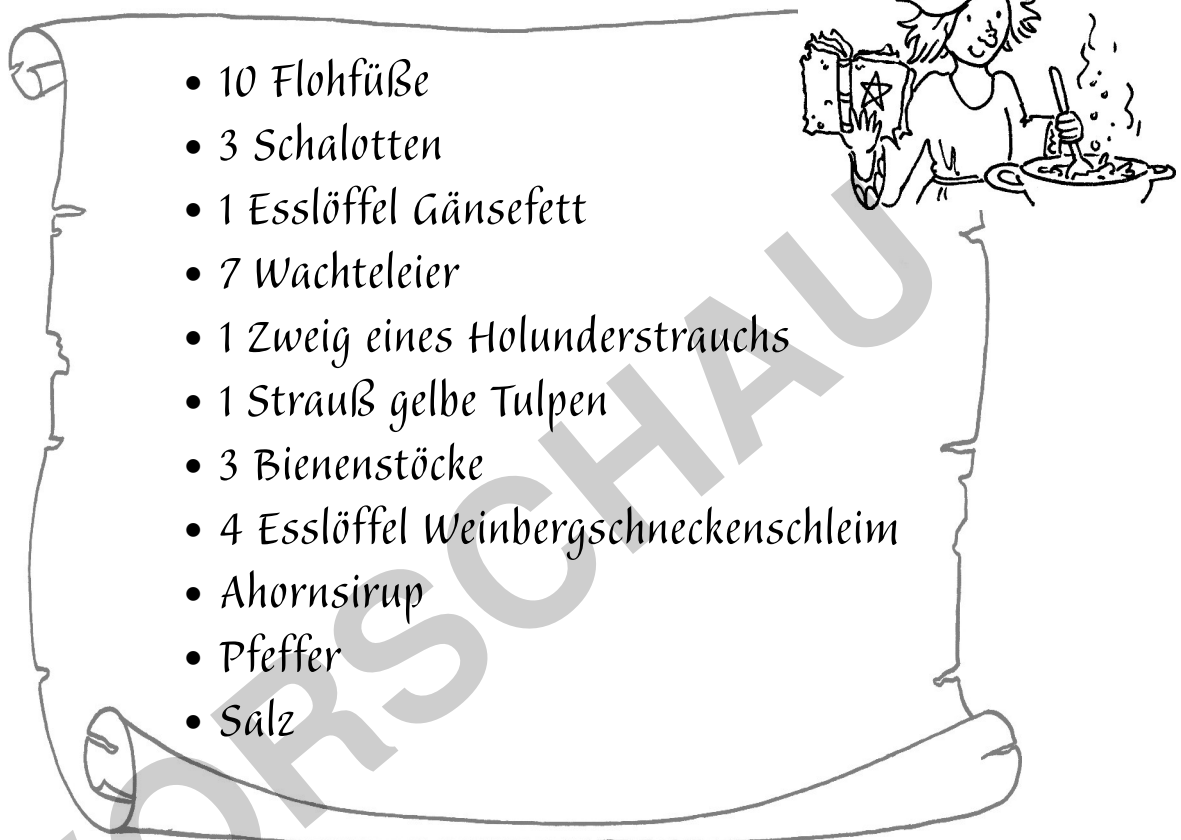 • 10 Flohfüße
• 3 Schalotten
• 1 Esslöffel Gänsefett
• 7 Wachteleier
• 1 Zweig eines Holunderstrauchs
• 1 Strauß gelbe Tulpen
• 3 Bienenstöcke
• 4 Esslöffel Weinbergschneckenschleim
• Ahornsirup
• Pfeffer
• Salz
VORSCHAU